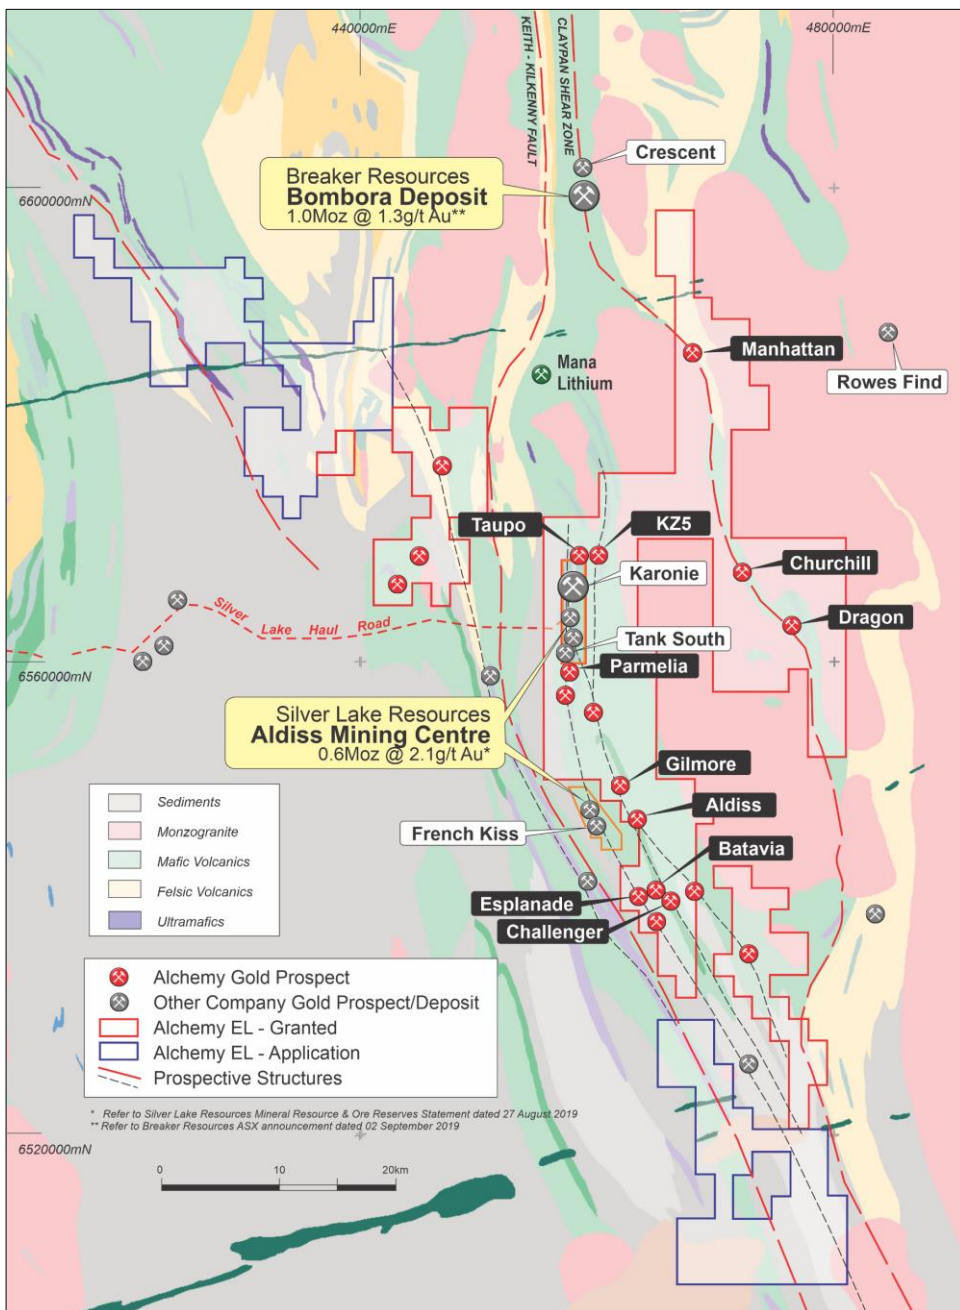 440000mE
480000mE
KEITH - KILKENNY FAULT
CLAYPAN SHEAR ZONE
Crescent
Breaker Resources
Bombora Deposit
1.0Moz @ 1.3g/t Au**
6600000mN
Manhattan
Rowes Find
Mana
Lithium
Taupo
KZ5
Karonie
Churchill
Silver Lake Haul Road
Dragon
Tank South
6560000mN
Parmelia
Silver Lake Resources
Aldiss Mining Centre
0.6Moz @ 2.1g/t Au*
Gilmore
Aldiss
French Kiss
Batavia
Esplanade
Challenger
Sediments
Monzogranite
Mafic Volcanics
Felsic Volcanics
Ultramafics
Alchemy Gold Prospect
Other Company Gold Prospect/Deposit
Alchemy EL - Granted
Alchemy EL - Application
Prospective Structures
* Refer to Silver Lake Resources Mineral Resource & Ore Reserves Statement dated 27 August 2019
** Refer to Breaker Resources ASX announcement dated 02 September 2019
6520000mN
0 10 20km